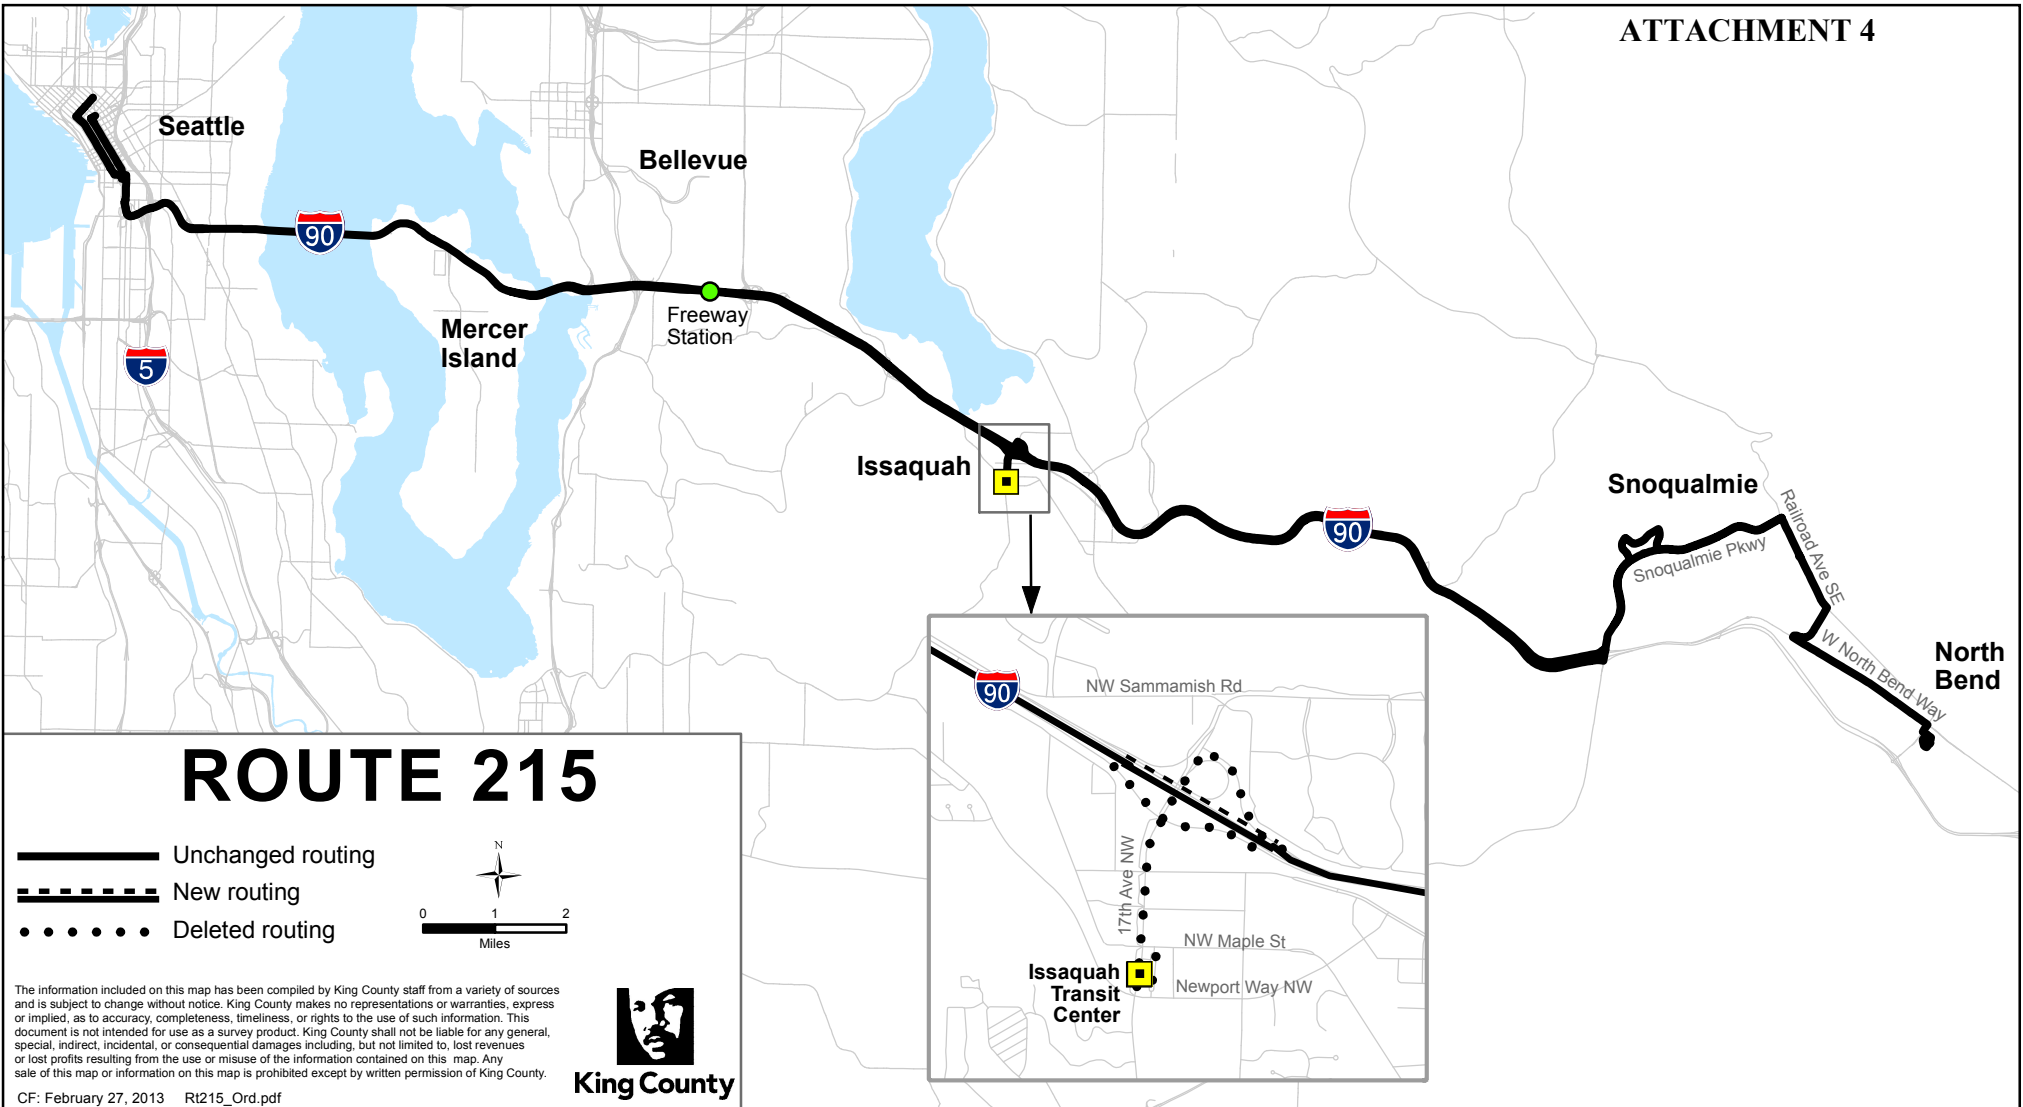 ATTACHMENT 4
Seattle
Bellevue
90
Freeway
Station
Mercer
Island
5
Issaquah
Snoqualmie
90
Railroad Ave SE
Snoqualmie Pkwy
W North Bend Way
North
Bend
90
NW Sammamish Rd
17th Ave NW
NW Maple St
Issaquah
Transit
Center
Newport Way NW
ROUTE 215
Unchanged routing
New routing
Deleted routing
N
0 1 2
Miles
The information included on this map has been compiled by King County staff from a variety of sources
and is subject to change without notice. King County makes no representations or warranties, express
or implied, as to accuracy, completeness, timeliness, or rights to the use of such information. This
document is not intended for use as a survey product. King County shall not be liable for any general,
special, indirect, incidental, or consequential damages including, but not limited to, lost revenues
or lost profits resulting from the use or misuse of the information contained on this map. Any
sale of this map or information on this map is prohibited except by written permission of King County.
King County
CF: February 27, 2013 Rt215_Ord.pdf